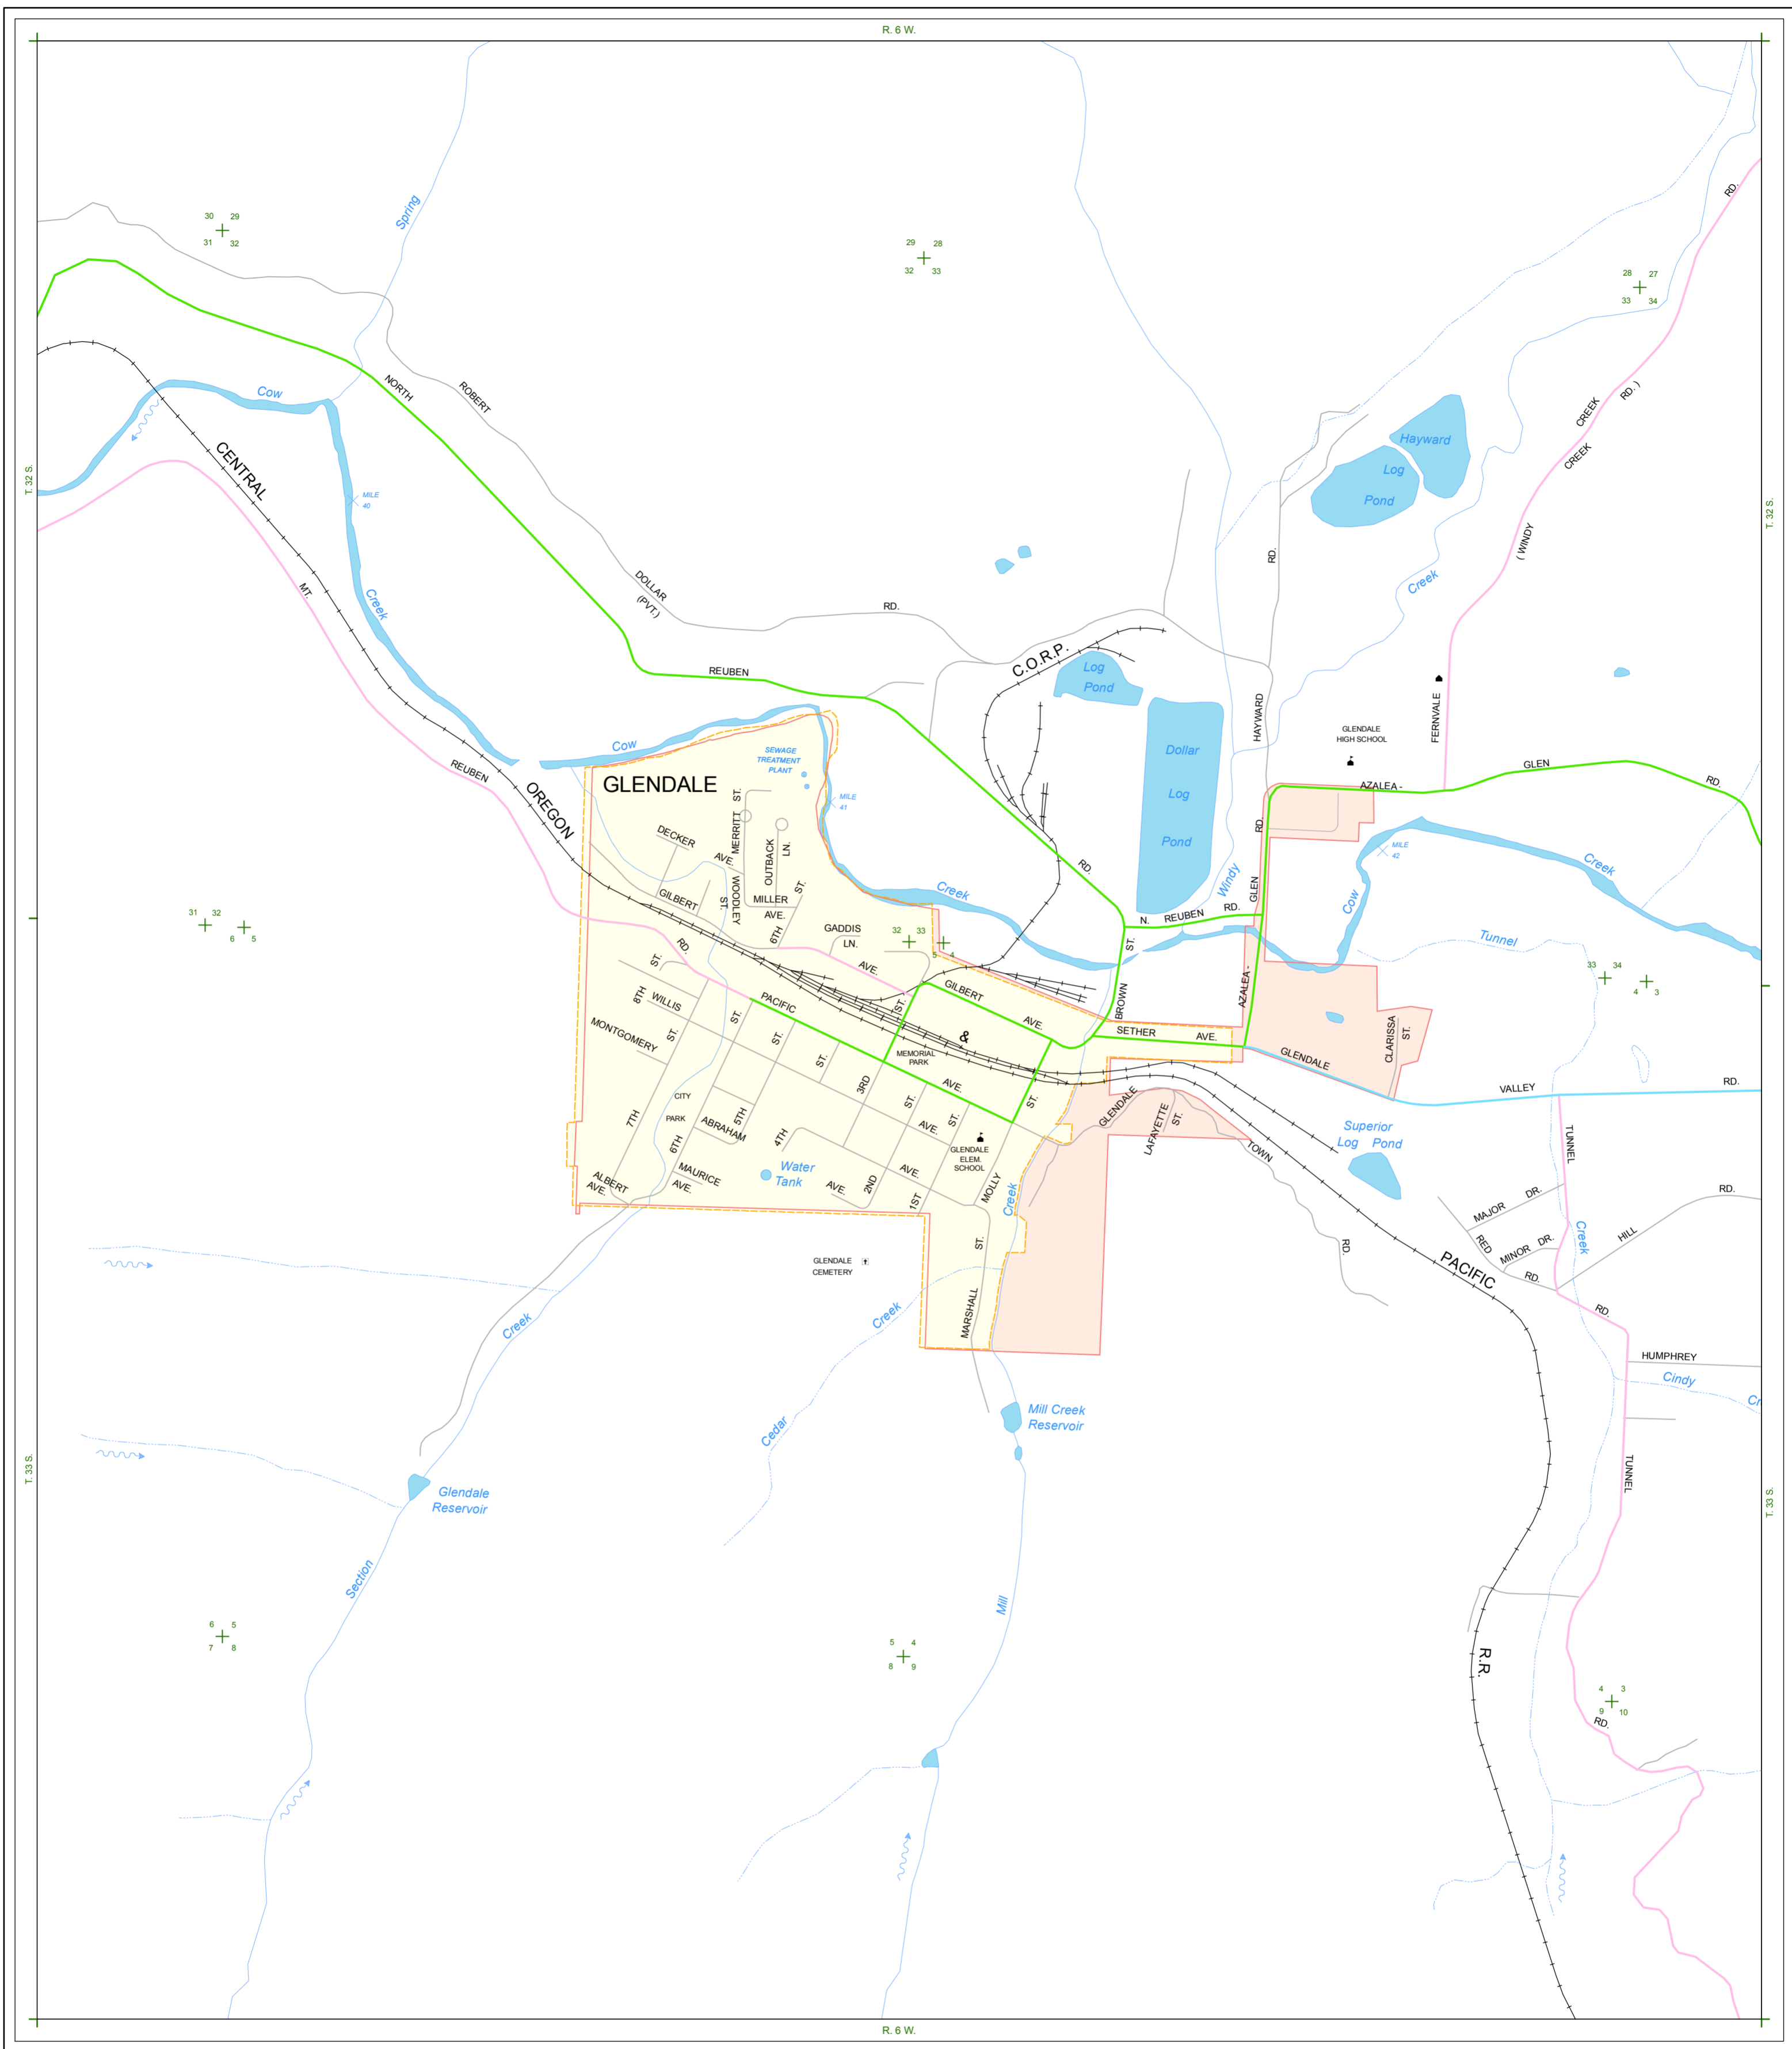 R. 6 W.
RD.
30 29
31 32
Spring
29 28
32 33
28 27
33 34
NORTH
ROBERT
Cow
CREEK
RD. )
CREEK
( WINDY
CENTRAL
Hayward
Log
Pond
T. 32 S.
T. 32 S.
MILE
40
MT.
Creek
DOLLAR
(PVT.)
RD.
RD.
Creek
REUBEN
C.O.R.P.
Log
Pond
HAYWARD
FERNVALE
GLENDALE
HIGH SCHOOL
Cow
SEWAGE
TREATMENT
PLANT
Dollar
Log
Pond
REUBEN
GLENDALE
OREGON
MILE
41
GLEN
RD.
AZALEA -
RD.
DECKER
AVE.
MERRITT
ST.
OUTBACK
LN.
RD.
MILE
42
Creek
GILBERT
ST.
WOODLEY
MILLER
AVE.
6TH
ST.
Creek
Windy
GLEN
Cow
31 32
6 5
GADDIS
LN.
32 33
5 4
N. REUBEN RD.
Tunnel
RD.
AVE.
ST.
33 34
4 3
8TH
ST.
WILLIS
PACIFIC
GILBERT
AVE.
BROWN
ST.
AZALEA -
MONTGOMERY
ST.
ST.
ST.
ST.
&
SETHER
AVE.
CLARISSA
ST.
MEMORIAL
PARK
GLENDALE
VALLEY
RD.
3RD
AVE.
ST.
ST.
ST.
CITY
PARK
7TH
6TH
5TH
ABRAHAM
4TH
AVE.
GLENDALE
LAFAYETTE
ST.
TOWN
RD.
Superior
Log Pond
TUNNEL
GLENDALE
ELEM.
SCHOOL
ALBERT
AVE.
MAURICE
AVE.
Water
Tank
AVE.
2ND
AVE.
1ST
MOLLY
Creek
MAJOR DR.
RED
MINOR DR.
RD.
HILL
RD.
Creek
ST.
MARSHALL
GLENDALE
CEMETERY
PACIFIC
RD.
Creek
Creek
Cedar
HUMPHREY
Cindy
Cr
Mill Creek
Reservoir
T. 33 S.
T. 33 S.
TUNNEL
Glendale
Reservoir
Section
Mill
6 5
7 8
5 4
8 9
R.R.
4 3
9 10
RD.
R. 6 W.